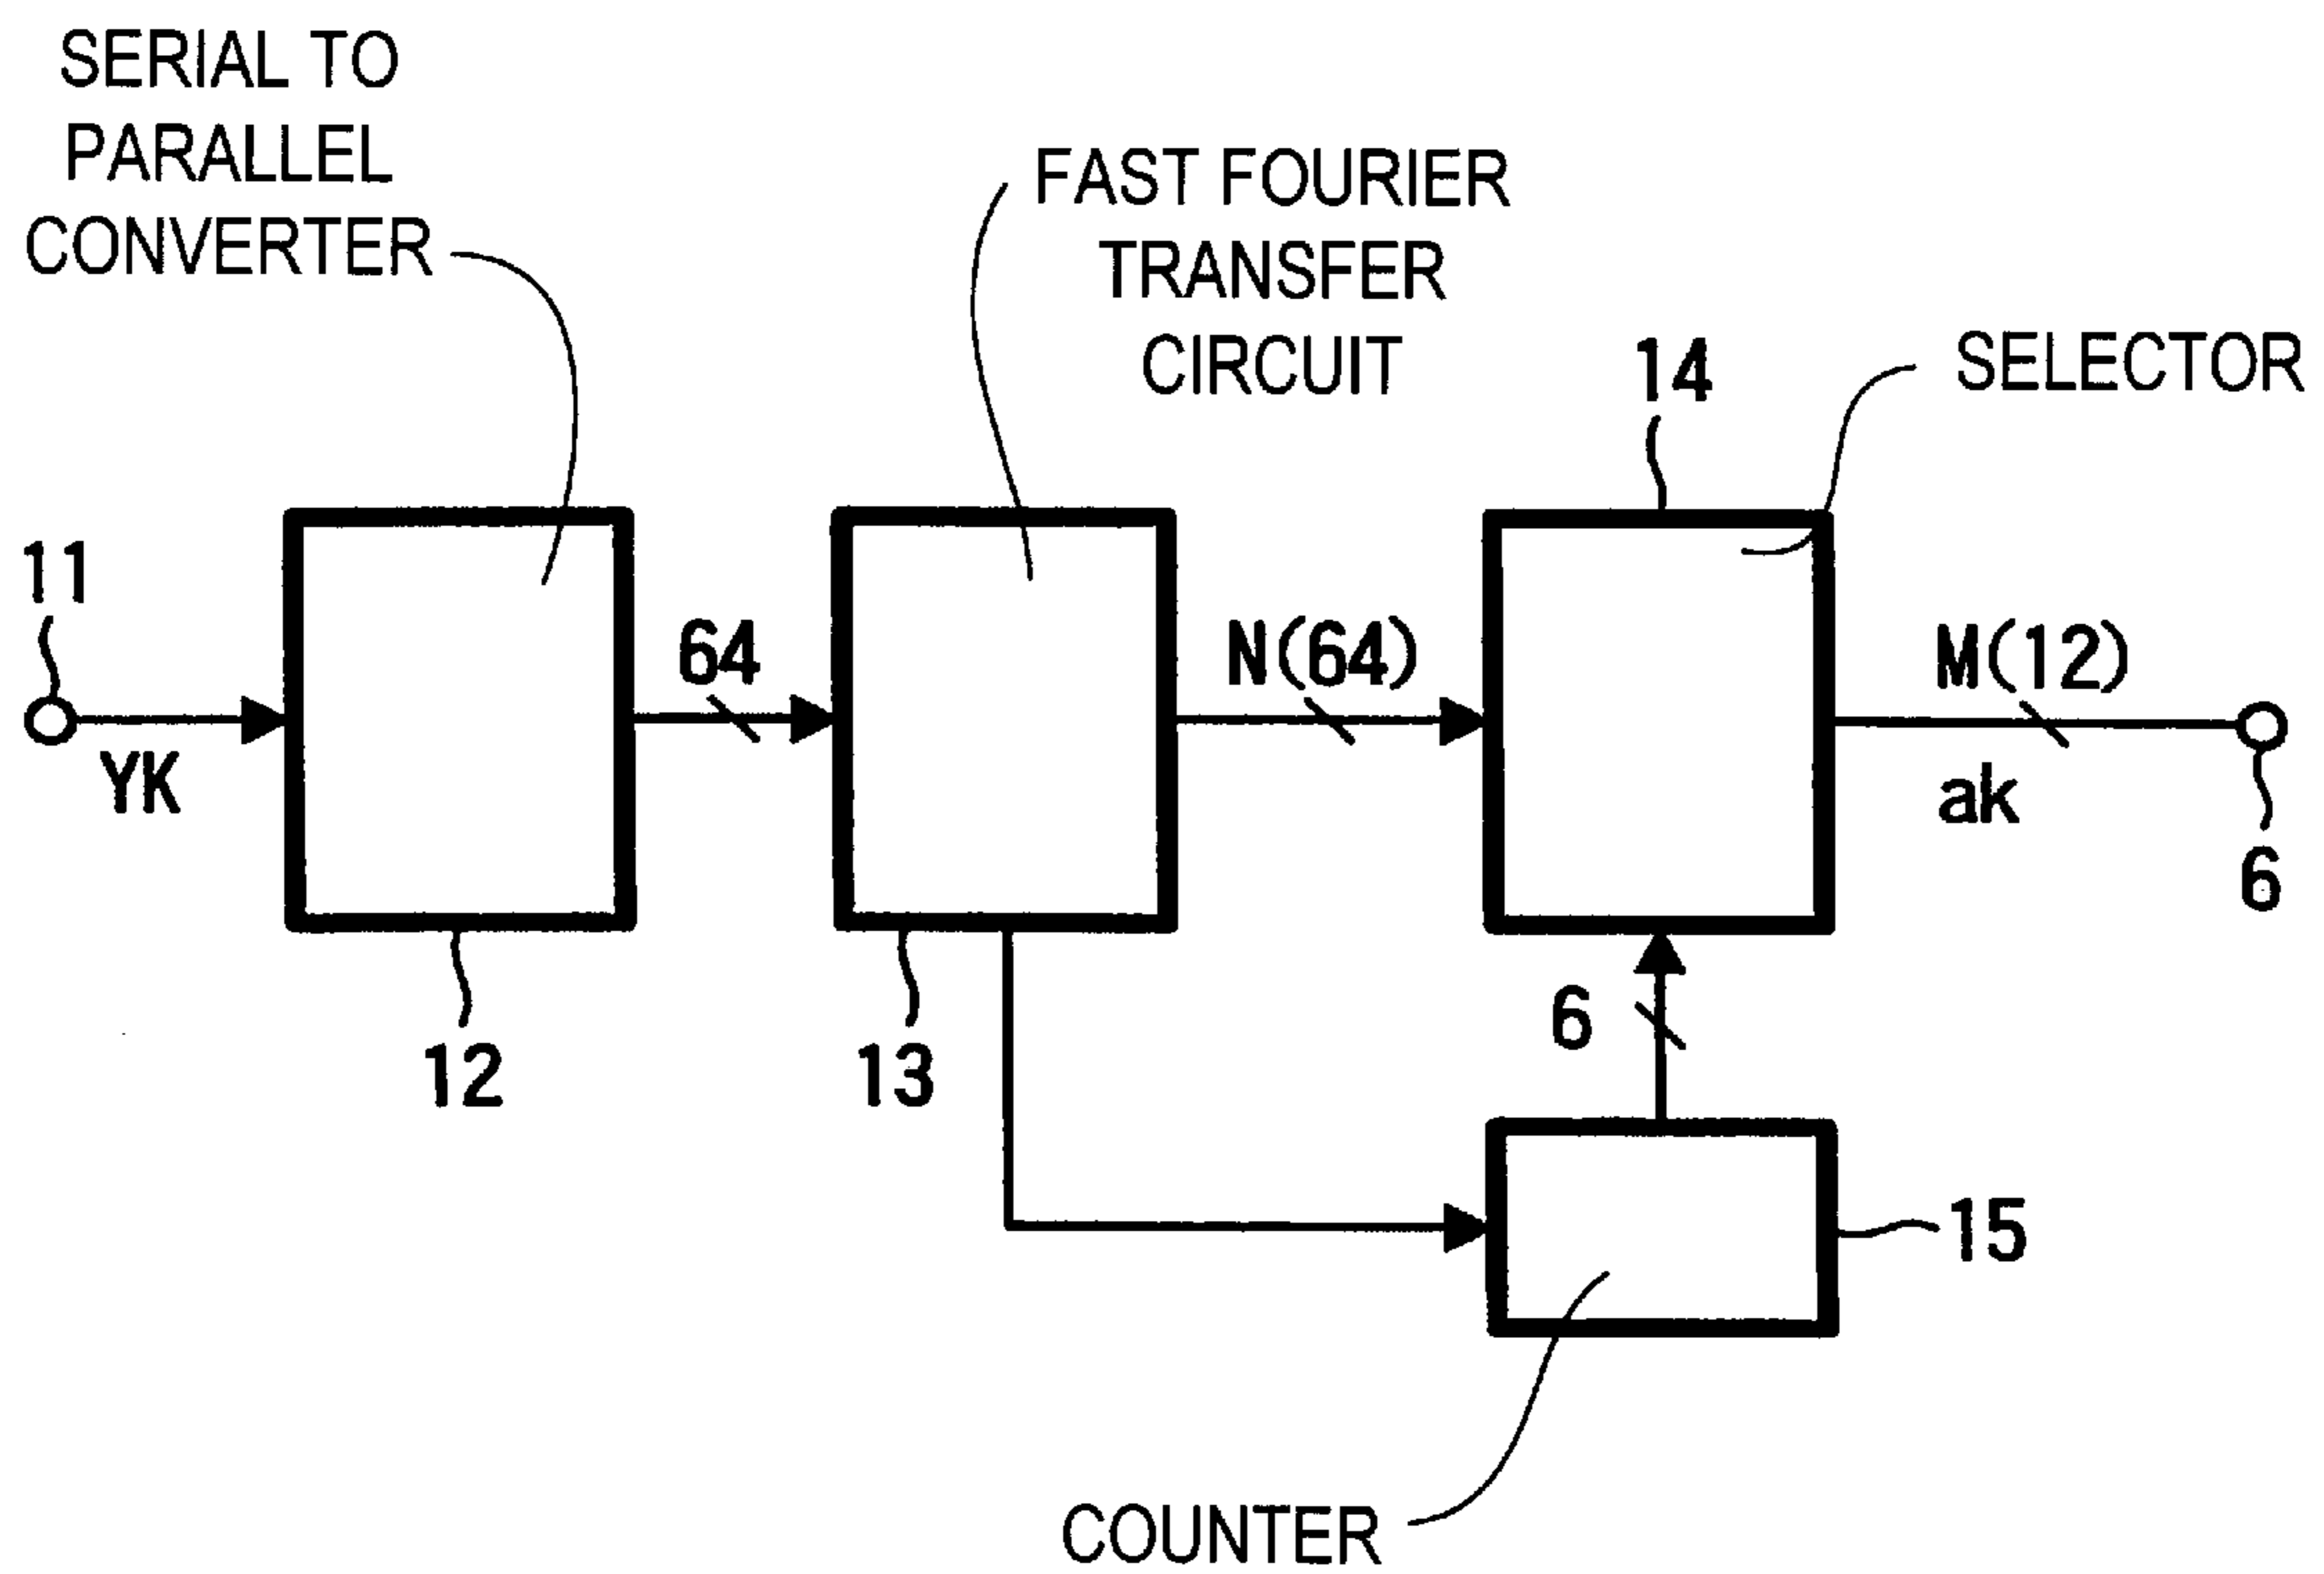 SERIAL TO
PARALLEL
CONVERTER
FAST FOURIER
TRANSFER
CIRCUIT
14
SELECTOR
11
64
N(64)
M(12)
YK
ak
6
12
13
6
15
COUNTER